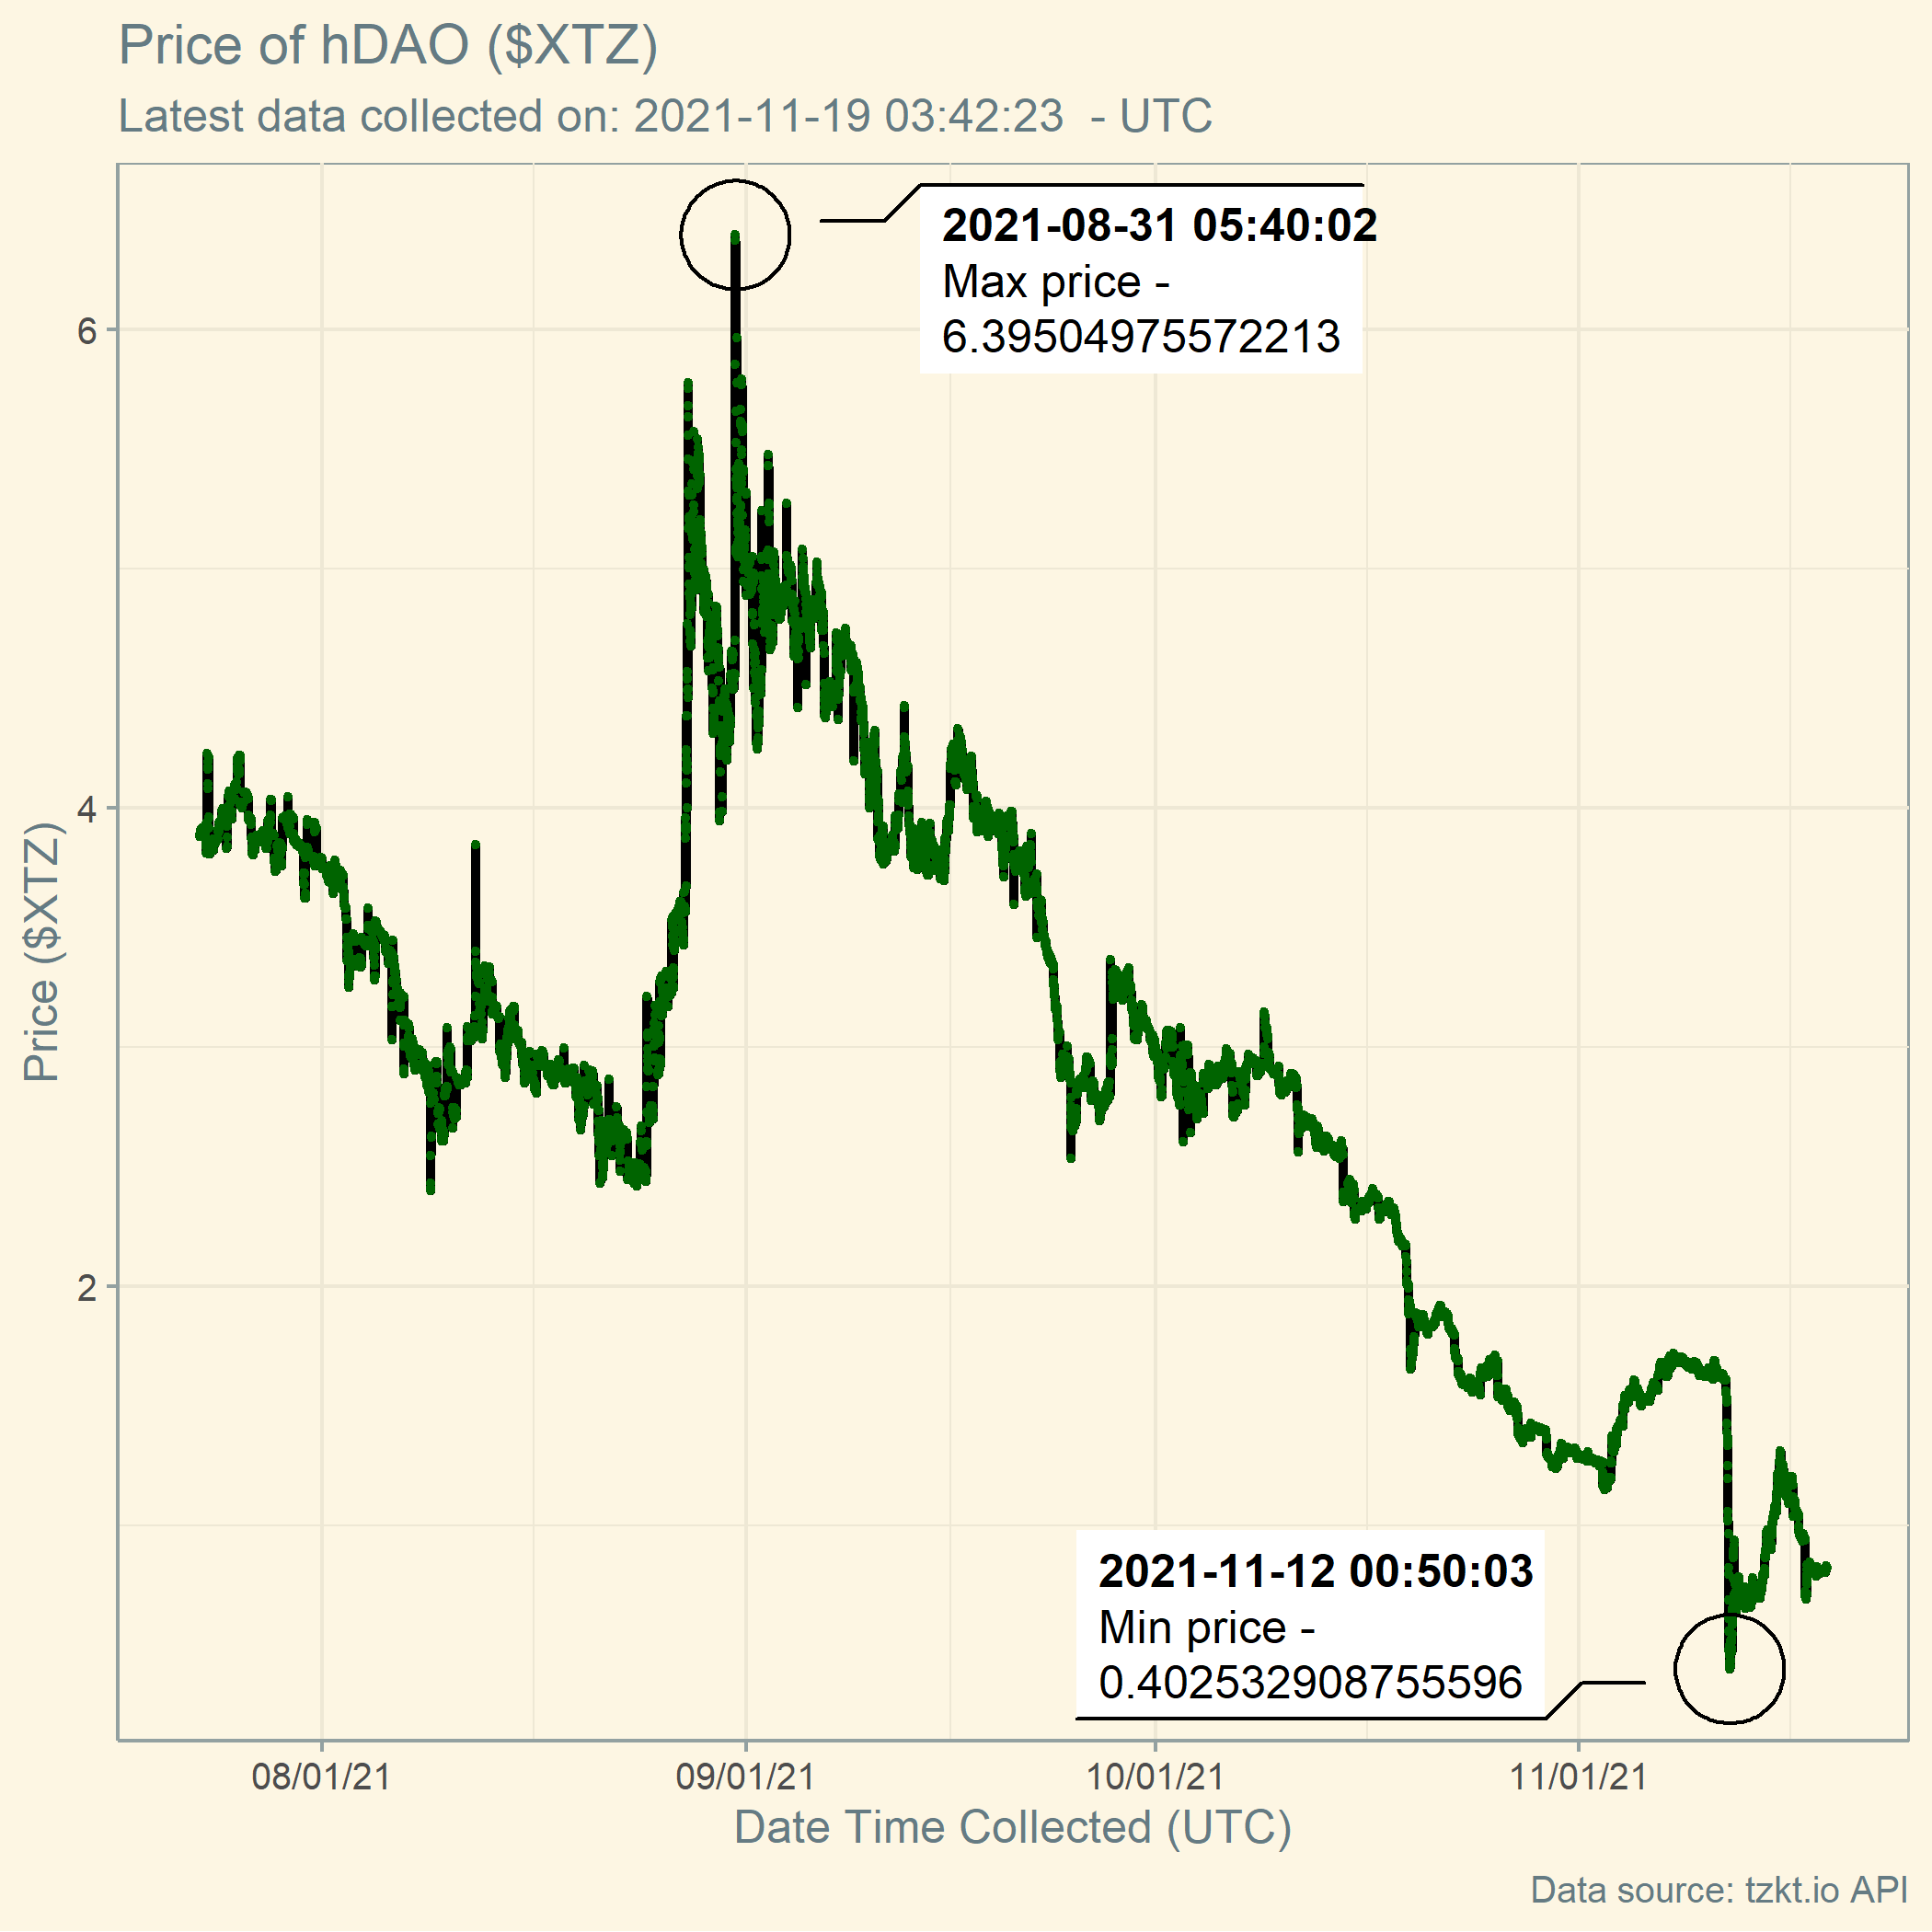 Price of hDAO ($XTZ)
Latest data collected on: 2021-11-19 03:42:23  - UTC
2021-08-31 05:40:02
Max price -
6.39504975572213
6
4
2
Price ($XTZ)
2021-11-12 00:50:03
Min price -
0.402532908755596
08/01/21
09/01/21
10/01/21
11/01/21
Date Time Collected (UTC)
Data source: tzkt.io API